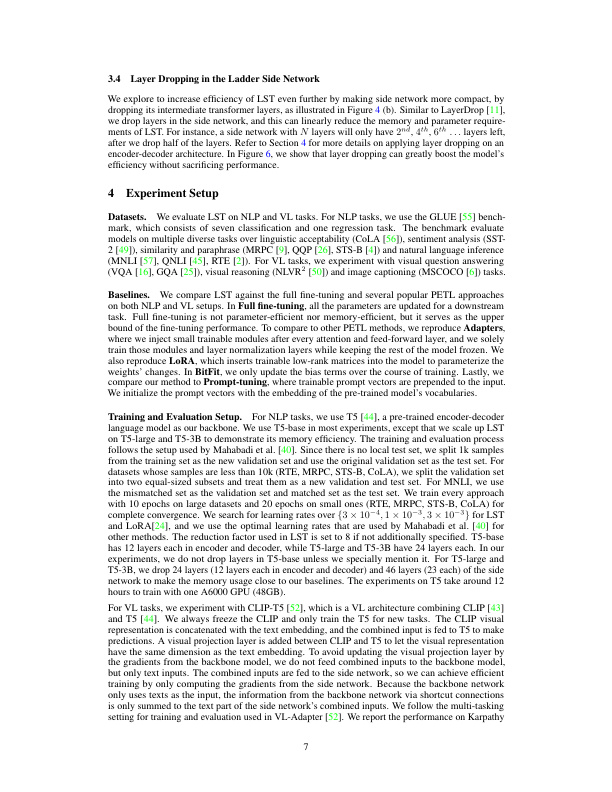 3.4 Layer Dropping in the Ladder Side Network
We explore to increase efficiency of LST even further by making side network more compact, by
dropping its intermediate transformer layers, as illustrated in Figure 4 (b). Similar to LayerDrop [11],
we drop layers in the side network, and this can linearly reduce the memory and parameter require-
ments of LST. For instance, a side network with N layers will only have 2nd, 4th, 6th ... layers left,
after we drop half of the layers. Refer to Section 4 for more details on applying layer dropping on an
encoder-decoder architecture. In Figure 6, we show that layer dropping can greatly boost the model's
efficiency without sacrificing performance.
4 Experiment Setup
Datasets. We evaluate LST on NLP and VL tasks. For NLP tasks, we use the GLUE [55] bench-
mark, which consists of seven classification and one regression task. The benchmark evaluate
models on multiple diverse tasks over linguistic acceptability (CoLA [56]), sentiment analysis (SST-
2 [49]), similarity and paraphrase (MRPC [9], QQP [26], STS-B [4]) and natural language inference
(MNLI [57], QNLI [45], RTE [2]). For VL tasks, we experiment with visual question answering
(VQA [16], GQA [25]), visual reasoning (NLVR² [50]) and image captioning (MSCOCO [6]) tasks.
Baselines. We compare LST against the full fine-tuning and several popular PETL approaches
on both NLP and VL setups. In Full fine-tuning, all the parameters are updated for a downstream
task. Full fine-tuning is not parameter-efficient nor memory-efficient, but it serves as the upper
bound of the fine-tuning performance. To compare to other PETL methods, we reproduce Adapters,
where we inject small trainable modules after every attention and feed-forward layer, and we solely
train those modules and layer normalization layers while keeping the rest of the model frozen. We
also reproduce LoRA, which inserts trainable low-rank matrices into the model to parameterize the
weights' changes. In BitFit, we only update the bias terms over the course of training. Lastly, we
compare our method to Prompt-tuning, where trainable prompt vectors are prepended to the input.
We initialize the prompt vectors with the embedding of the pre-trained model's vocabularies.
Training and Evaluation Setup. For NLP tasks, we use T5 [44], a pre-trained encoder-decoder
language model as our backbone. We use T5-base in most experiments, except that we scale up LST
on T5-large and T5-3B to demonstrate its memory efficiency. The training and evaluation process
follows the setup used by Mahabadi et al. [40]. Since there is no local test set, we split 1k samples
from the training set as the new validation set and use the original validation set as the test set. For
datasets whose samples are less than 10k (RTE, MRPC, STS-B, CoLA), we split the validation set
into two equal-sized subsets and treat them as a new validation and test set. For MNLI, we use
the mismatched set as the validation set and matched set as the test set. We train every approach
with 10 epochs on large datasets and 20 epochs on small ones (RTE, MRPC, STS-B, CoLA) for
complete convergence. We search for learning rates over {3 × 10⁻⁴, 1 × 10⁻³, 3 × 10⁻³} for LST
and LoRA[24], and we use the optimal learning rates that are used by Mahabadi et al. [40] for
other methods. The reduction factor used in LST is set to 8 if not additionally specified. T5-base
has 12 layers each in encoder and decoder, while T5-large and T5-3B have 24 layers each. In our
experiments, we do not drop layers in T5-base unless we specially mention it. For T5-large and
T5-3B, we drop 24 layers (12 layers each in encoder and decoder) and 46 layers (23 each) of the side
network to make the memory usage close to our baselines. The experiments on T5 take around 12
hours to train with one A6000 GPU (48GB).
For VL tasks, we experiment with CLIP-T5 [52], which is a VL architecture combining CLIP [43]
and T5 [44]. We always freeze the CLIP and only train the T5 for new tasks. The CLIP visual
representation is concatenated with the text embedding, and the combined input is fed to T5 to make
predictions. A visual projection layer is added between CLIP and T5 to let the visual representation
have the same dimension as the text embedding. To avoid updating the visual projection layer by
the gradients from the backbone model, we do not feed combined inputs to the backbone model,
but only text inputs. The combined inputs are fed to the side network, so we can achieve efficient
training by only computing the gradients from the side network. Because the backbone network
only uses texts as the input, the information from the backbone network via shortcut connections
is only summed to the text part of the side network's combined inputs. We follow the multi-tasking
setting for training and evaluation used in VL-Adapter [52]. We report the performance on Karpathy
7